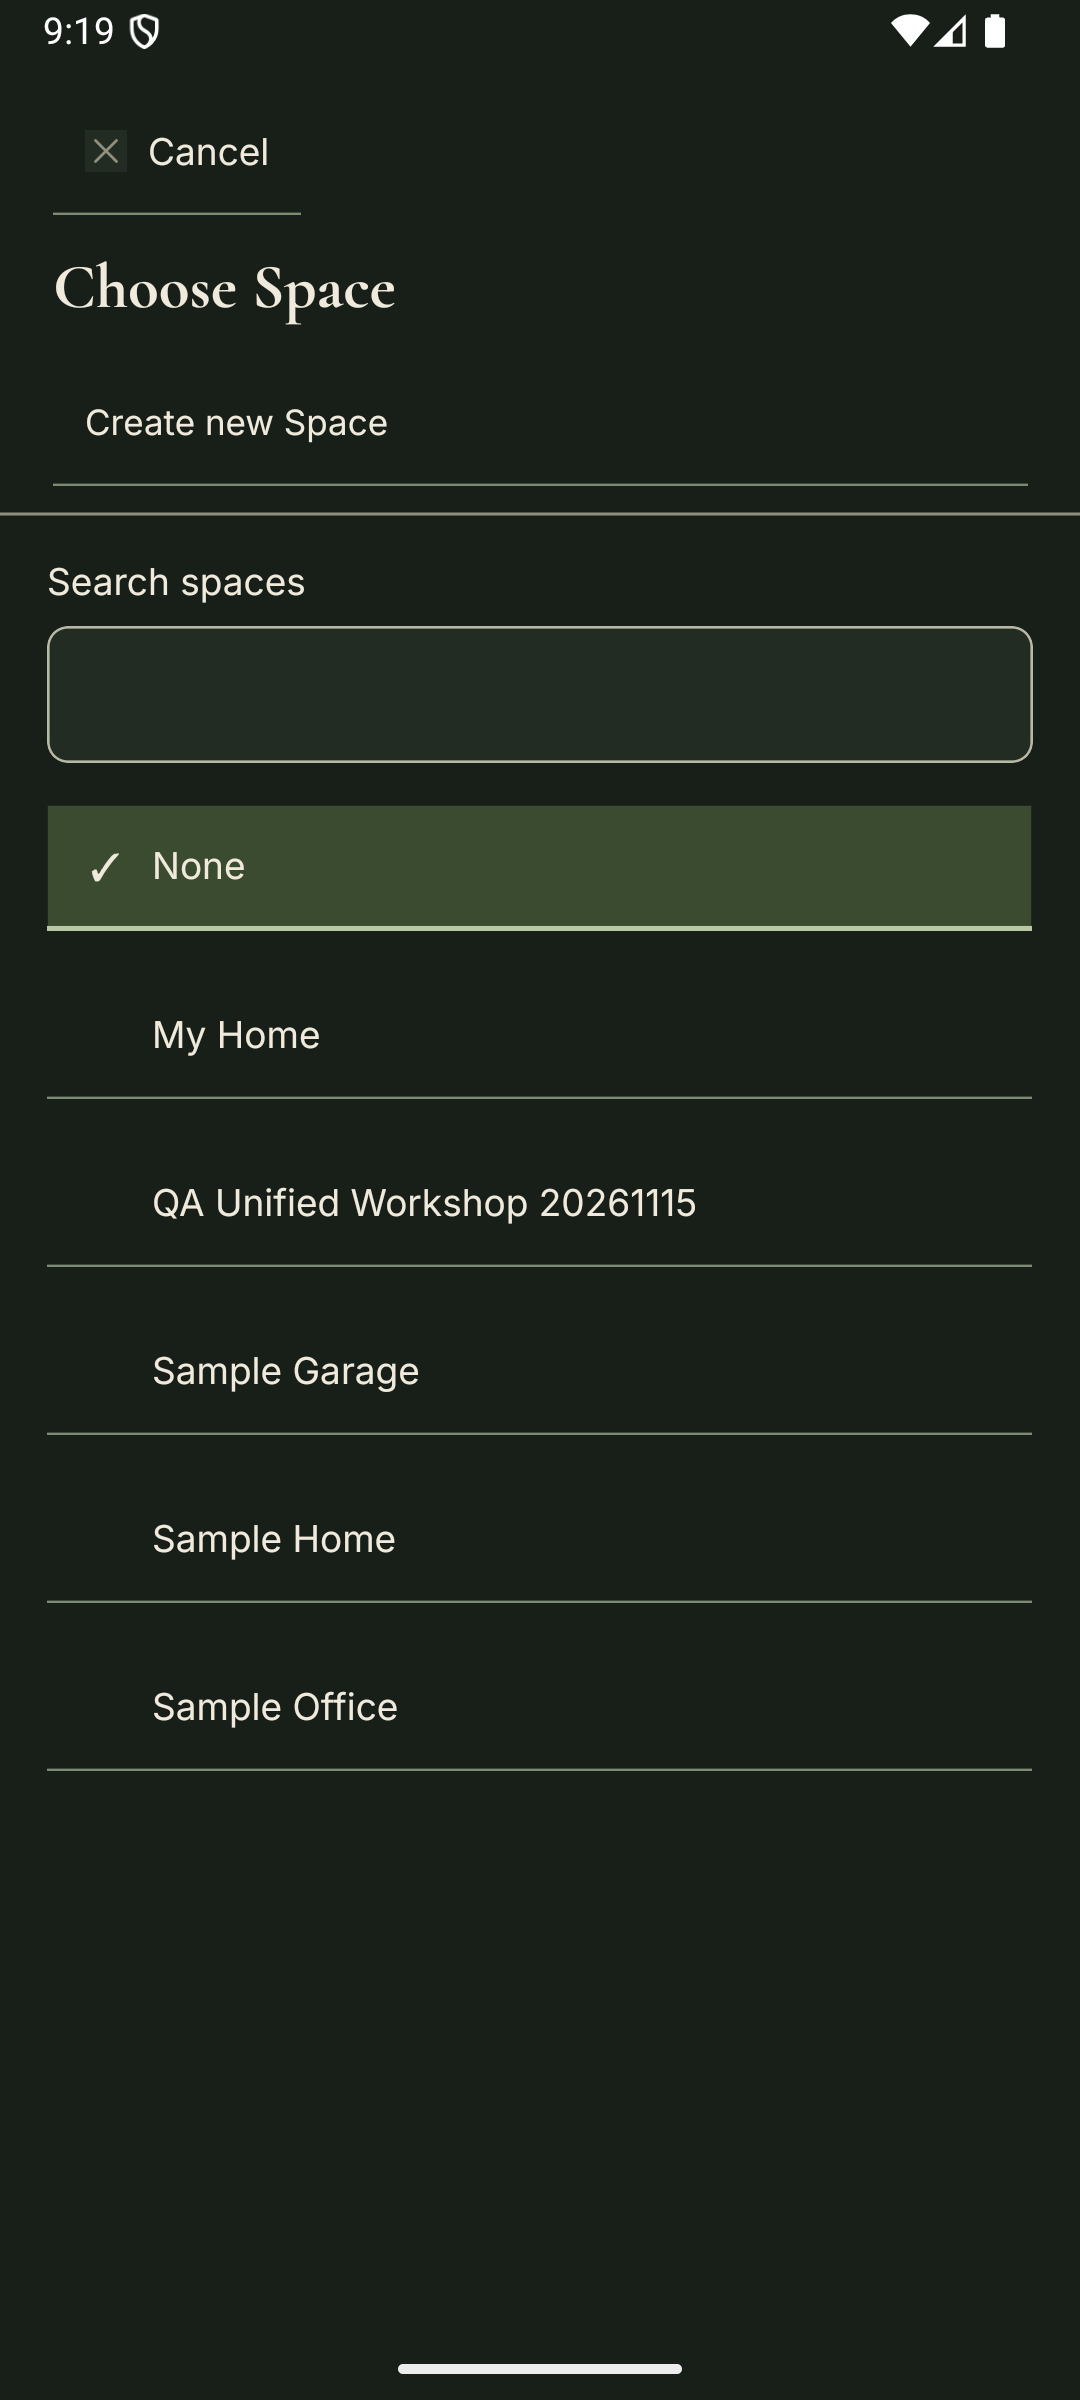 9:19
Cancel
Choose Space
Create new Space
Search spaces
✓ None
My Home
QA Unified Workshop 20261115
Sample Garage
Sample Home
Sample Office